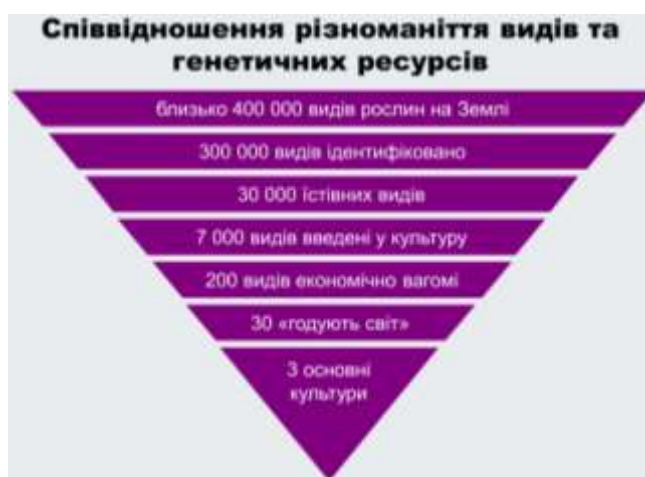 Співвідношення різноманіття видів та
генетичних ресурсів
близько 400 000 видів рослин на Землі
300 000 видів ідентифіковано
30 000 їстівних видів
7 000 видів введені у культуру
200 видів економічно вагомі
30 «годують світ»
3 основні
культури